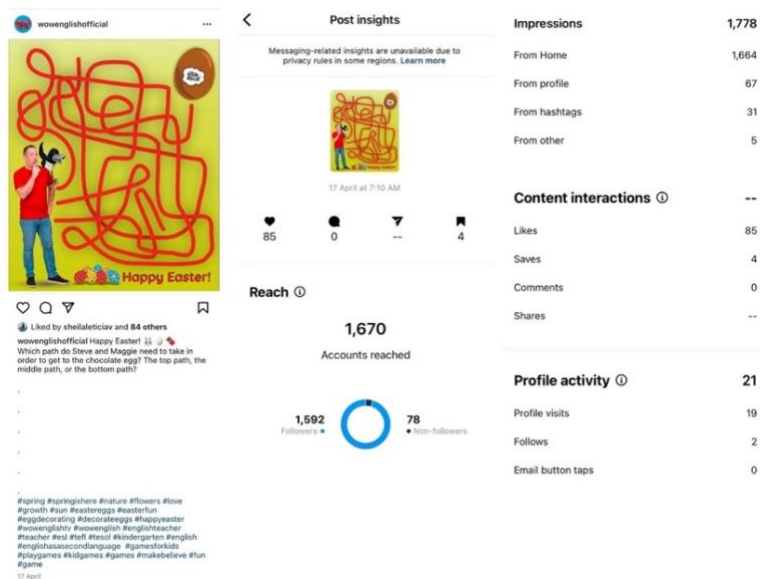 wowenglishofficial
...
Happy Easter!
Liked by sheilaleticiav and 84 others
wowenglishofficial Happy Easter! 🐰 🥚 🍫
Which path do Steve and Maggie need to take in
order to get to the chocolate egg? The top path, the
middle path, or the bottom path?
.
.
.
.
.
.
#spring #springishere #nature #flowers #love
#growth #sun #eastereggs #easterfun
#eggdecorating #decorateeggs #happyeaster
#wowenglishtv #wowenglish #englishteacher
#teacher #esl #tefl #tesol #kindergarten #english
#englishasasecondlanguage #gamesforkids
#playgames #kidgames #games #makebelieve #fun
#game
17 April
Post insights
Messaging-related insights are unavailable due to
privacy rules in some regions. Learn more
17 April at 7:10 AM
85 0 -- 4
Reach
1,670
Accounts reached
1,592
Followers
78
Non-followers
Impressions 1,778
From Home 1,664
From profile 67
From hashtags 31
From other 5
Content interactions --
Likes 85
Saves 4
Comments 0
Shares --
Profile activity 21
Profile visits 19
Follows 2
Email button taps 0